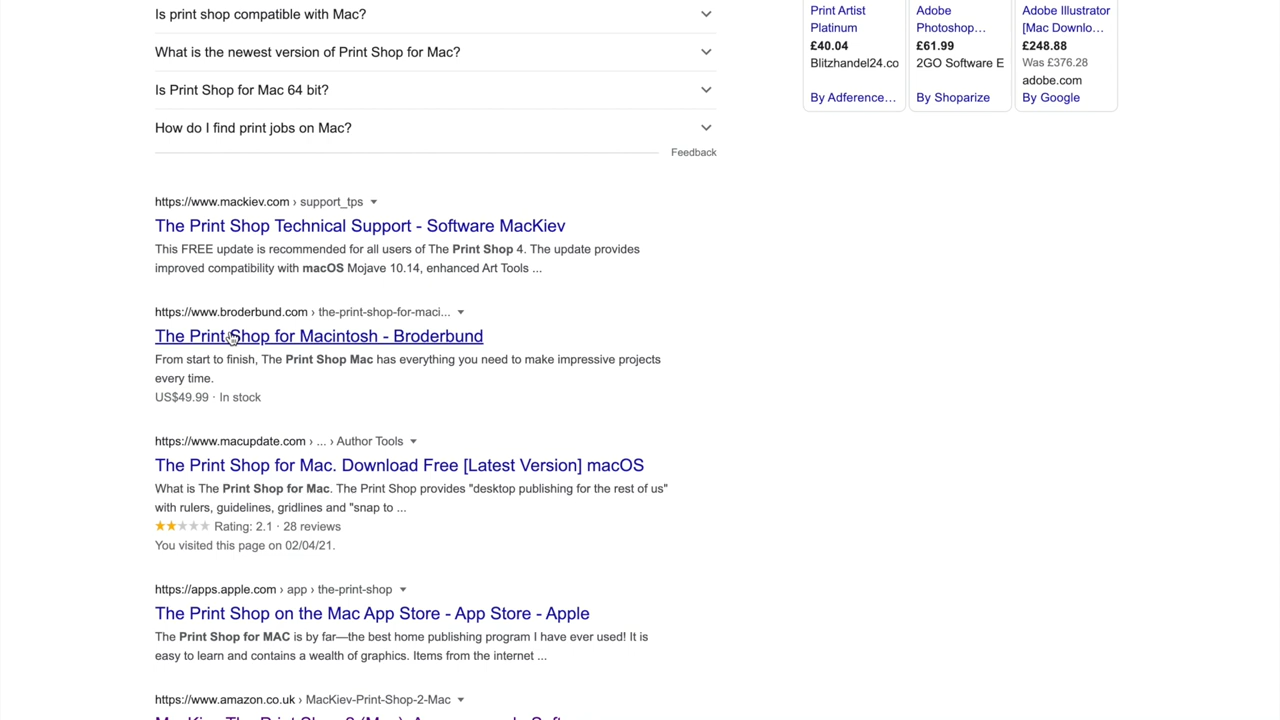 Is print shop compatible with Mac?
What is the newest version of Print Shop for Mac?
Is Print Shop for Mac 64 bit?
How do I find print jobs on Mac?
Feedback
https://www.mackiev.com › support_tps
The Print Shop Technical Support - Software MacKiev
This FREE update is recommended for all users of The Print Shop 4. The update provides
improved compatibility with macOS Mojave 10.14, enhanced Art Tools ...
https://www.broderbund.com › the-print-shop-for-maci...
The Print Shop for Macintosh - Broderbund
From start to finish, The Print Shop Mac has everything you need to make impressive projects
every time.
US$49.99 · In stock
https://www.macupdate.com › ... › Author Tools
The Print Shop for Mac. Download Free [Latest Version] macOS
What is The Print Shop for Mac. The Print Shop provides "desktop publishing for the rest of us"
with rulers, guidelines, gridlines and "snap to ...
Rating: 2.1 · 28 reviews
You visited this page on 02/04/21.
https://apps.apple.com › app › the-print-shop
The Print Shop on the Mac App Store - App Store - Apple
The Print Shop for MAC is by far—the best home publishing program I have ever used! It is
easy to learn and contains a wealth of graphics. Items from the internet ...
https://www.amazon.co.uk › MacKiev-Print-Shop-2-Mac
Print Artist
Platinum
£40.04
Blitzhandel24.co
By Adference...
Adobe
Photoshop...
£61.99
2GO Software E
By Shoparize
Adobe Illustrator
[Mac Downlo...
£248.88
Was £376.28
adobe.com
By Google